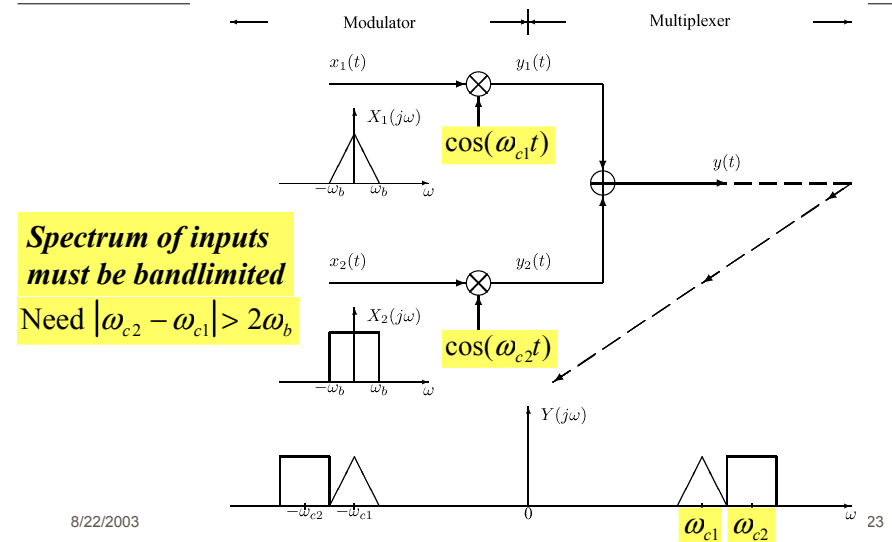 Modulator Multiplexer
x₁(t) y₁(t)
X₁(jω)
cos(ω_c1 t)
−ω_b ω_b ω
y(t)
Spectrum of inputs
must be bandlimited
Need |ω_c2 − ω_c1| > 2ω_b
x₂(t) y₂(t)
X₂(jω)
cos(ω_c2 t)
−ω_b ω_b ω
Y(jω)
−ω_c2 −ω_c1 0 ω_c1 ω_c2 ω
8/22/2003 23